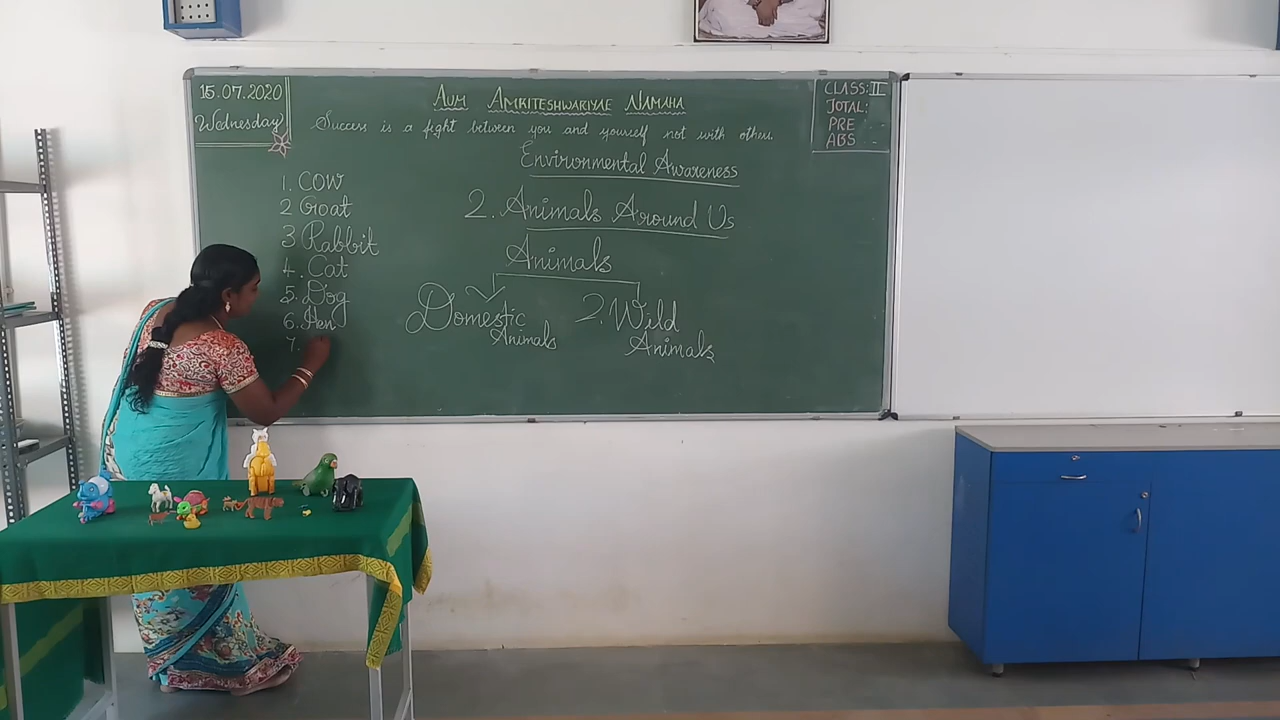 15.07.2020
Wednesday
AUM AMRITESHWARIYAE NAMAHA
Success is a fight between you and yourself not with others.
CLASS: II
TOTAL:
PRE
ABS
Environmental Awareness
2. Animals Around Us
Animals
Domestic
Animals
2. Wild
Animals
1. COW
2 Goat
3 Rabbit
4. Cat
5. Dog
6. Hen
7.